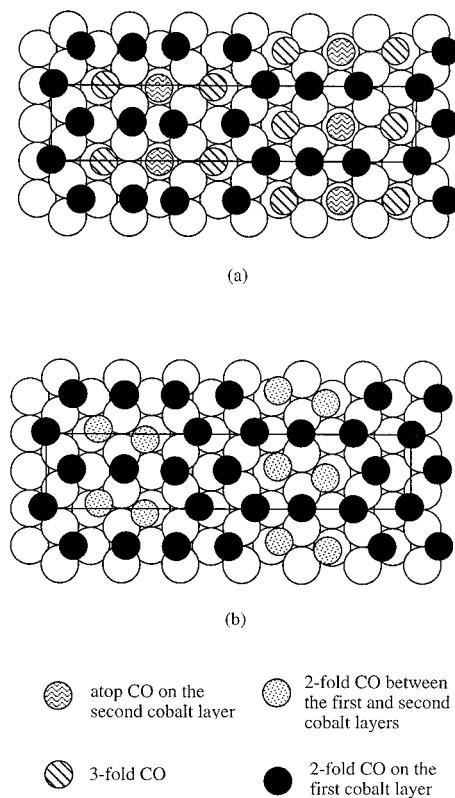 (a)
(b)
atop CO on the
second cobalt layer
2-fold CO between
the first and second
cobalt layers
3-fold CO
2-fold CO on the
first cobalt layer